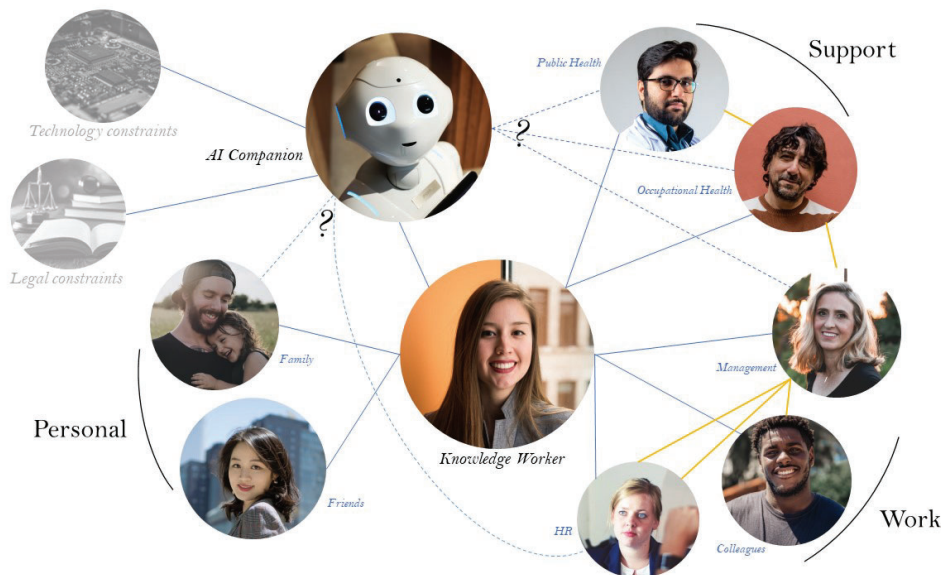 Support
Public Health
Technology constraints
?
AI Companion
Occupational Health
?
Legal constraints
Family
Management
Personal
Knowledge Worker
Friends
HR
Work
Colleagues